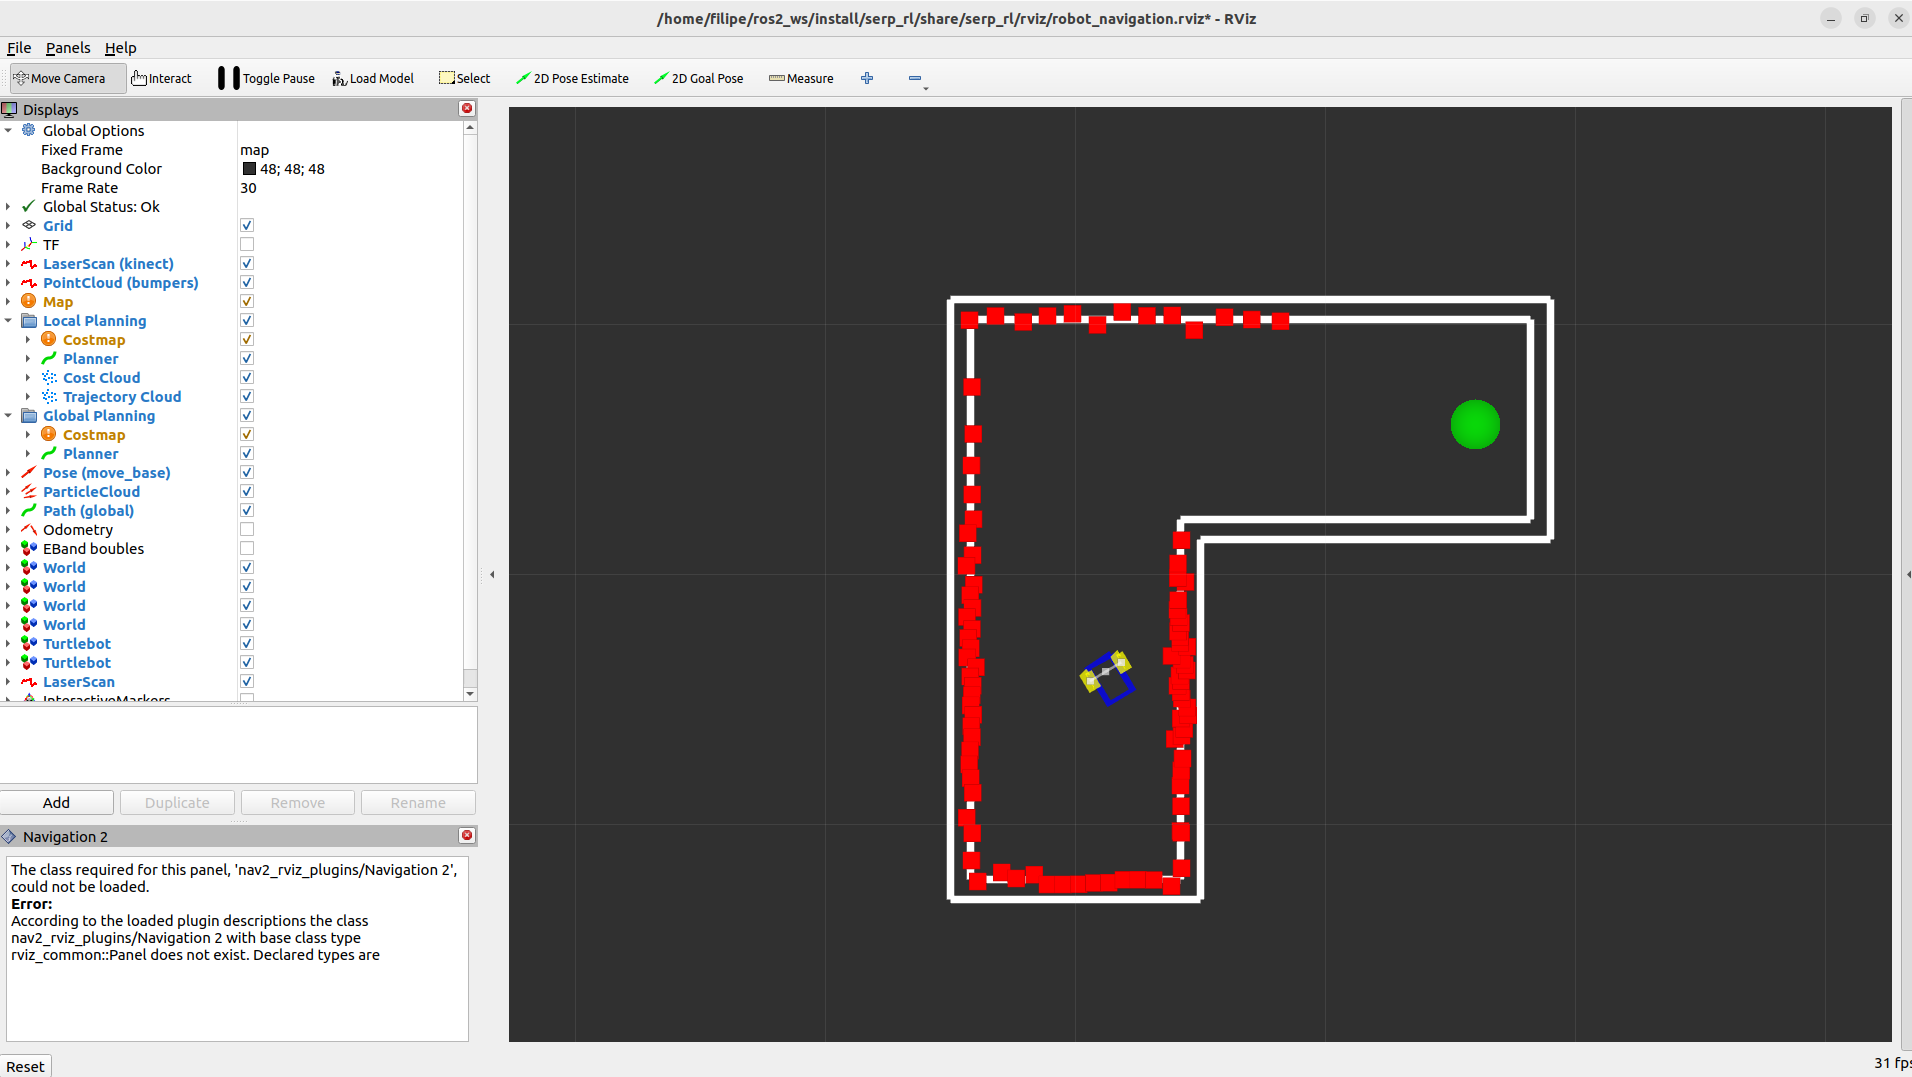 /home/filipe/ros2_ws/install/serp_rl/share/serp_rl/rviz/robot_navigation.rviz* - RViz
File Panels Help
Move Camera Interact Toggle Pause Load Model Select 2D Pose Estimate 2D Goal Pose Measure
Displays
Global Options
Fixed Frame map
Background Color 48; 48; 48
Frame Rate 30
Global Status: Ok
Grid
TF
LaserScan (kinect)
PointCloud (bumpers)
Map
Local Planning
Costmap
Planner
Cost Cloud
Trajectory Cloud
Global Planning
Costmap
Planner
Pose (move_base)
ParticleCloud
Path (global)
Odometry
EBand boubles
World
World
World
World
Turtlebot
Turtlebot
LaserScan
InteractiveMarkers
Add Duplicate Remove Rename
Navigation 2
The class required for this panel, 'nav2_rviz_plugins/Navigation 2',
could not be loaded.
Error:
According to the loaded plugin descriptions the class
nav2_rviz_plugins/Navigation 2 with base class type
rviz_common::Panel does not exist. Declared types are
Reset
31 fps